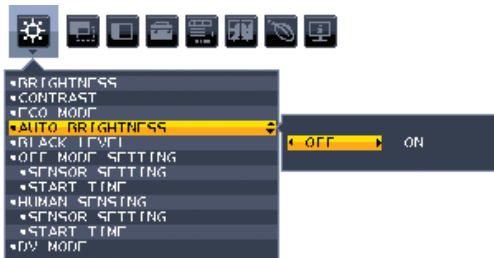 BRIGHTNESS
CONTRAST
ECO MODE
AUTO BRIGHTNESS
OFF ON
BLACK LEVEL
OFF MODE SETTING
SENSOR SETTING
START TIME
HUMAN SENSING
SENSOR SETTING
START TIME
DV MODE